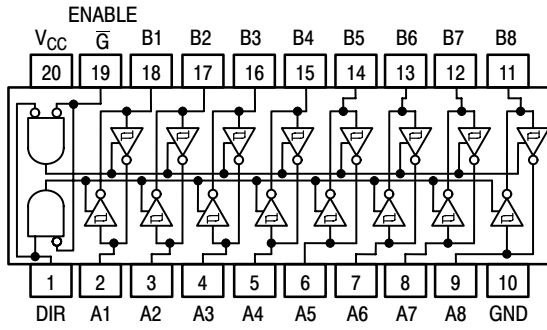 ENABLE
VCC G B1 B2 B3 B4 B5 B6 B7 B8
20 19 18 17 16 15 14 13 12 11
1 2 3 4 5 6 7 8 9 10
DIR A1 A2 A3 A4 A5 A6 A7 A8 GND